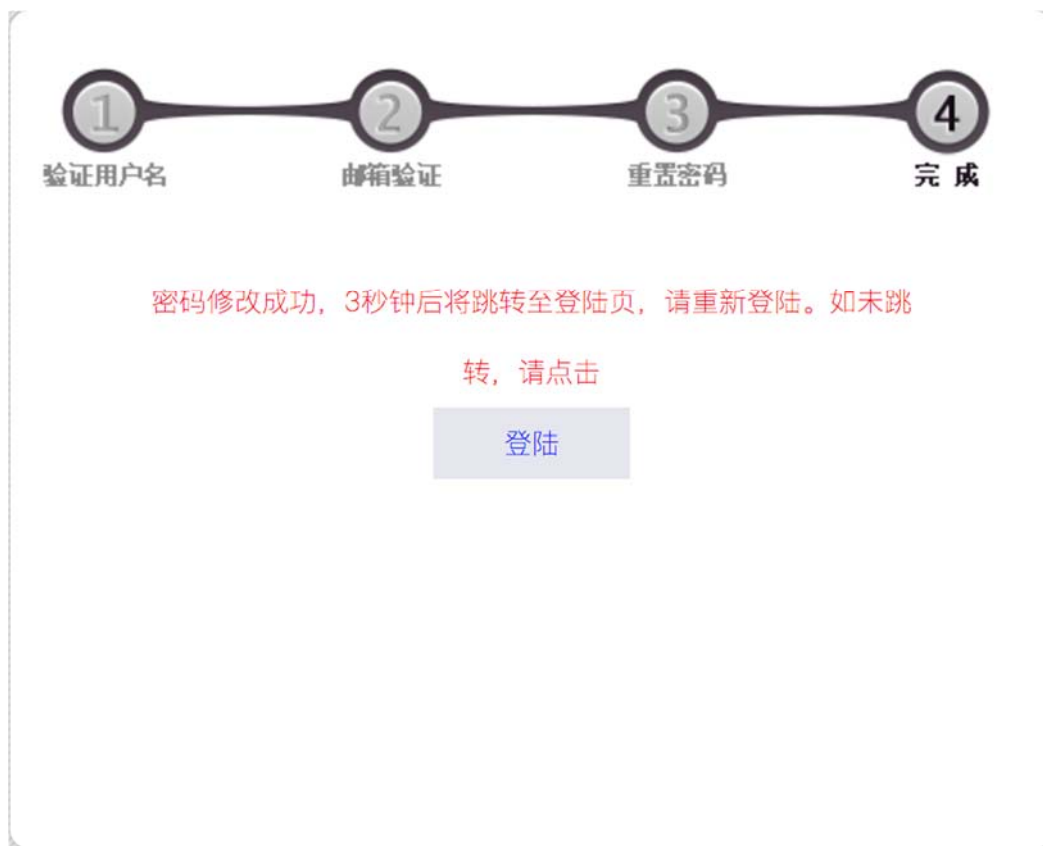 1 2 3 4
验证用户名 邮箱验证 重置密码 完 成
密码修改成功，3秒钟后将跳转至登陆页，请重新登陆。如未跳
转，请点击
登陆